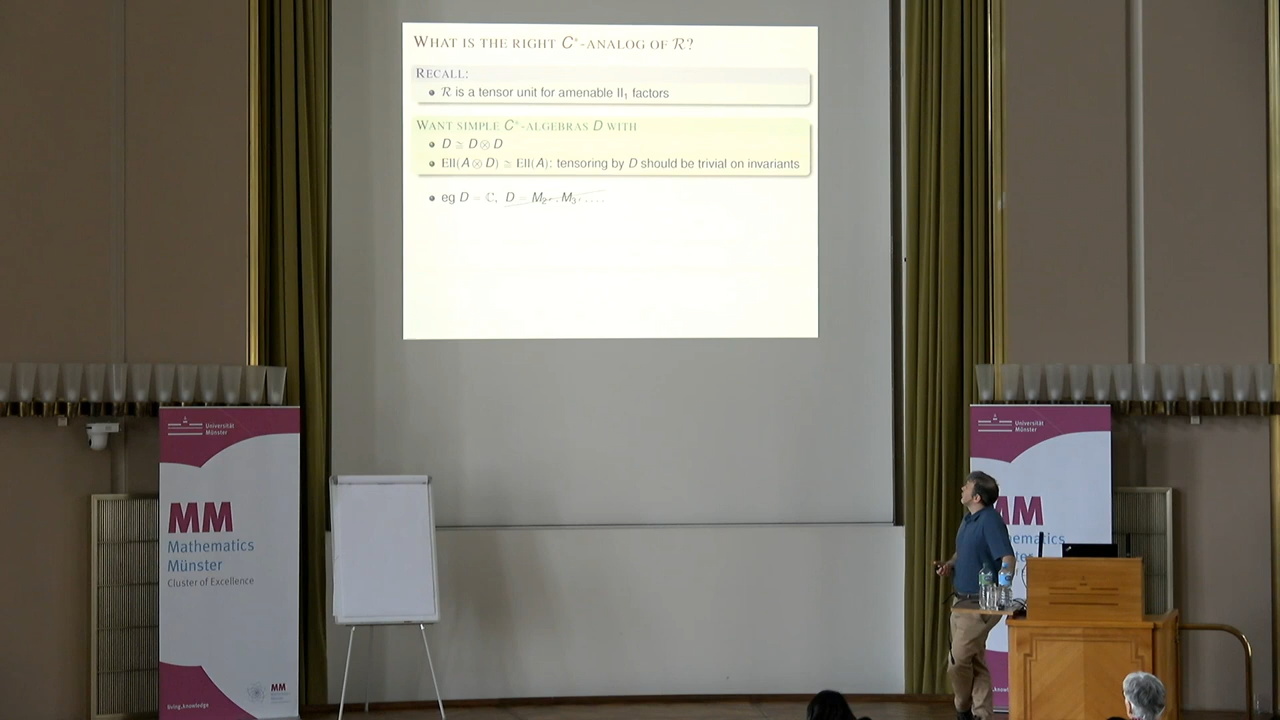 WHAT IS THE RIGHT C*-ANALOG OF R?
RECALL:
• R is a tensor unit for amenable II₁ factors
WANT SIMPLE C*-ALGEBRAS D WITH
• D ≅ D ⊗ D
• Ell(A ⊗ D) ≅ Ell(A): tensoring by D should be trivial on invariants
• eg D = ℂ, D = M₂, M₃, ....
Universität
Münster
MM
Mathematics
Münster
Cluster of Excellence
living.knowledge
MM
Universität
Münster